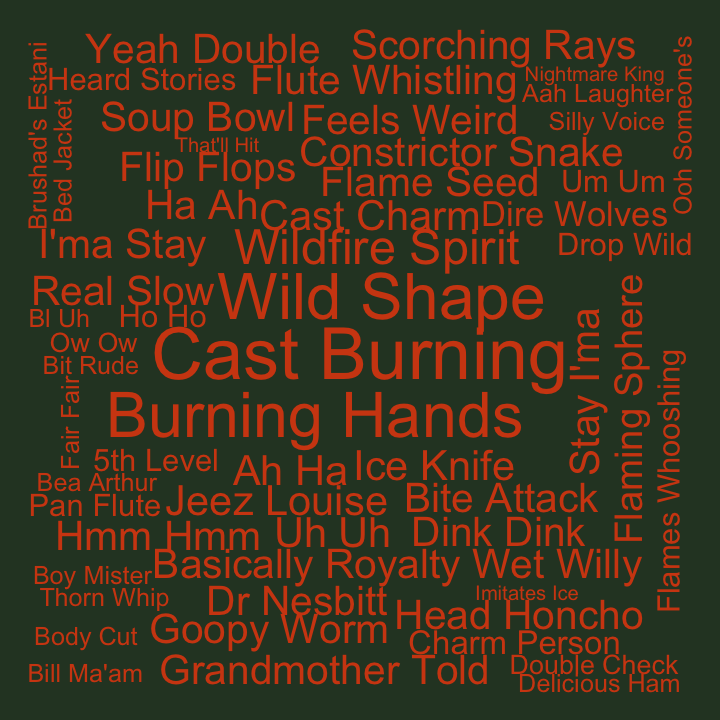 Yeah Double
Scorching Rays
Heard Stories
Flute Whistling
Nightmare King
Aah Laughter
Ooh Someone's
Brushad's Estani
Bed Jacket
Soup Bowl
Feels Weird
Silly Voice
That'll Hit
Constrictor Snake
Flip Flops
Flame Seed
Um Um
Ha Ah
Cast Charm
Dire Wolves
I'ma Stay
Wildfire Spirit
Drop Wild
Real Slow
Wild Shape
Bl Uh
Ho Ho
Ow Ow
Cast Burning
Bit Rude
Stay I'ma
Flaming Sphere
Flames Whooshing
Fair Fair
Burning Hands
5th Level
Ah Ha
Ice Knife
Bea Arthur
Pan Flute
Jeez Louise
Bite Attack
Hmm Hmm
Uh Uh
Dink Dink
Boy Mister
Basically Royalty
Wet Willy
Thorn Whip
Dr Nesbitt
Imitates Ice
Head Honcho
Body Cut
Goopy Worm
Charm Person
Bill Ma'am
Grandmother Told
Double Check
Delicious Ham